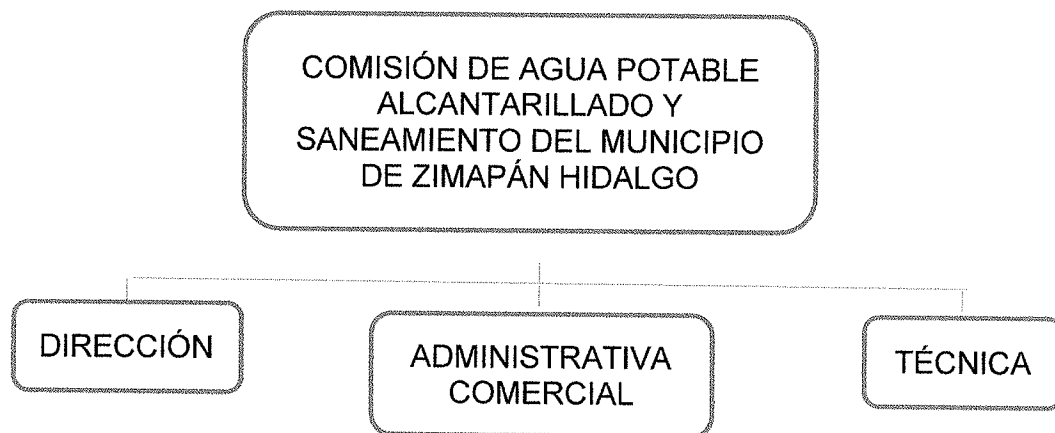 COMISIÓN DE AGUA POTABLE
ALCANTARILLADO Y
SANEAMIENTO DEL MUNICIPIO
DE ZIMAPÁN HIDALGO
DIRECCIÓN
ADMINISTRATIVA
COMERCIAL
TÉCNICA